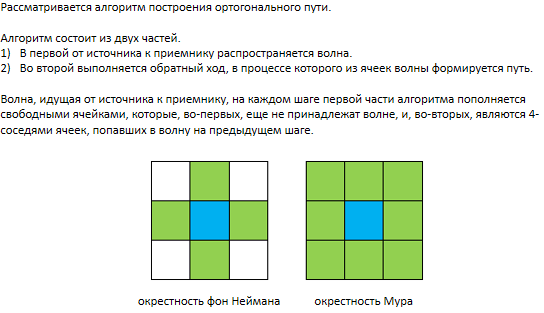 Рассматривается алгоритм построения ортогонального пути.
Алгоритм состоит из двух частей.
1) В первой от источника к приемнику распространяется волна.
2) Во второй выполняется обратный ход, в процессе которого из ячеек волны формируется путь.
Волна, идущая от источника к приемнику, на каждом шаге первой части алгоритма пополняется
свободными ячейками, которые, во-первых, еще не принадлежат волне, и, во-вторых, являются 4-
соседями ячеек, попавших в волну на предыдущем шаге.
окрестность фон Неймана окрестность Мура